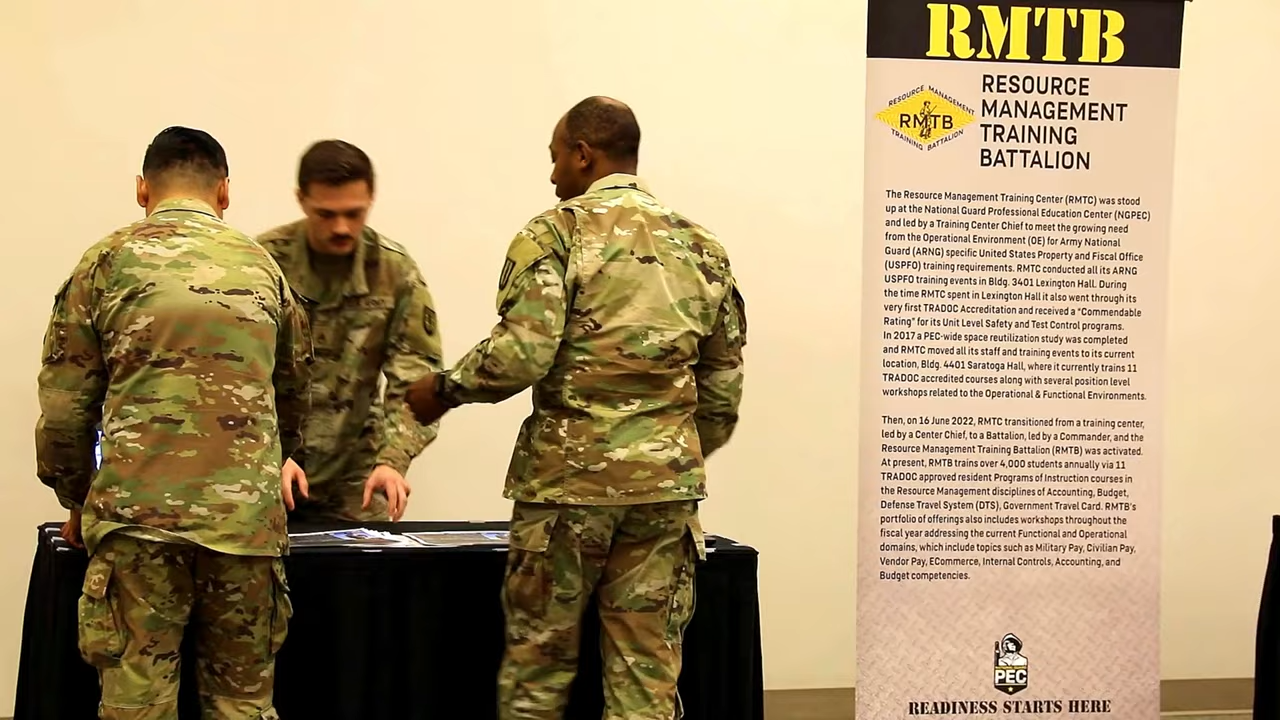 RMTB
RESOURCE MANAGEMENT
RMTB
TRAINING BATTALION
RESOURCE
MANAGEMENT
TRAINING
BATTALION
The Resource Management Training Center (RMTC) was stood
up at the National Guard Professional Education Center (NGPEC)
and led by a Training Center Chief to meet the growing need
from the Operational Environment (OE) for Army National
Guard (ARNG) specific United States Property and Fiscal Office
(USPFO) training requirements. RMTC conducted all its ARNG
USPFO training events in Bldg. 3401 Lexington Hall. During
the time RMTC spent in Lexington Hall it also went through its
very first TRADOC Accreditation and received a “Commendable
Rating” for its Unit Level Safety and Test Control programs.
In 2017 a PEC-wide space reutilization study was completed
and RMTC moved all its staff and training events to its current
location, Bldg. 4401 Saratoga Hall, where it currently trains 11
TRADOC accredited courses along with several position level
workshops related to the Operational & Functional Environments.
Then, on 16 June 2022, RMTC transitioned from a training center,
led by a Center Chief, to a Battalion, led by a Commander, and the
Resource Management Training Battalion (RMTB) was activated.
At present, RMTB trains over 4,000 students annually via 11
TRADOC approved resident Programs of Instruction courses in
the Resource Management disciplines of Accounting, Budget,
Defense Travel System (DTS), Government Travel Card. RMTB's
portfolio of offerings also includes workshops throughout the
fiscal year addressing the current Functional and Operational
domains, which include topics such as Military Pay, Civilian Pay,
Vendor Pay, ECommerce, Internal Controls, Accounting, and
Budget competencies.
PEC
READINESS STARTS HERE